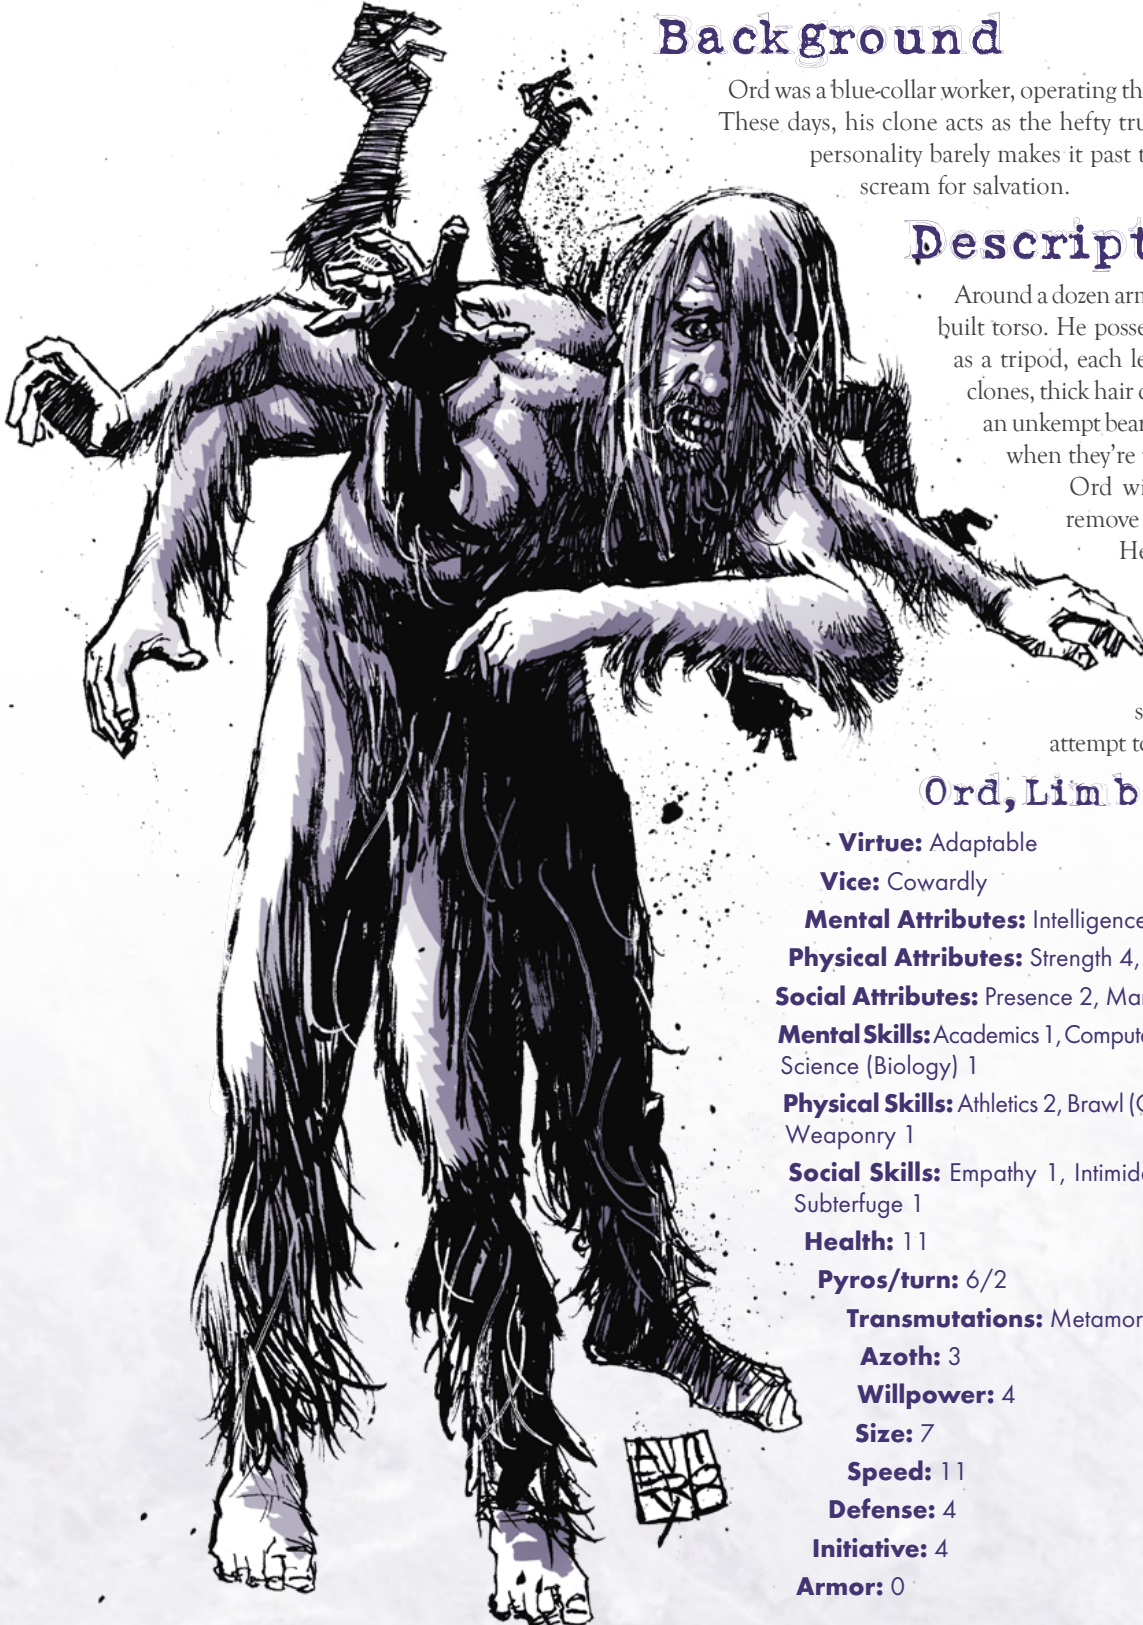 Background
Ord was a blue-collar worker, operating th
These days, his clone acts as the hefty tru
personality barely makes it past t
scream for salvation.
Descript
Around a dozen arm
built torso. He posse
as a tripod, each le
clones, thick hair c
an unkempt bear
when they're
Ord wi
remove
He
s
attempt to
Ord, Limb
Virtue: Adaptable
Vice: Cowardly
Mental Attributes: Intelligence
Physical Attributes: Strength 4,
Social Attributes: Presence 2, Ma
Mental Skills: Academics 1, Compute
Science (Biology) 1
Physical Skills: Athletics 2, Brawl (
Weaponry 1
Social Skills: Empathy 1, Intimid
Subterfuge 1
Health: 11
Pyros/turn: 6/2
Transmutations: Metamor
Azoth: 3
Willpower: 4
Size: 7
Speed: 11
Defense: 4
Initiative: 4
Armor: 0